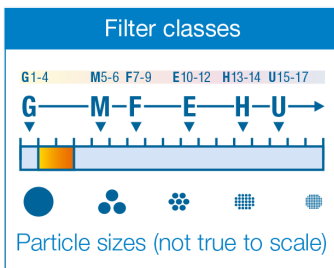 Filter classes
G1-4 M5-6 F7-9 E10-12 H13-14 U15-17
G M F E H U
Particle sizes (not true to scale)